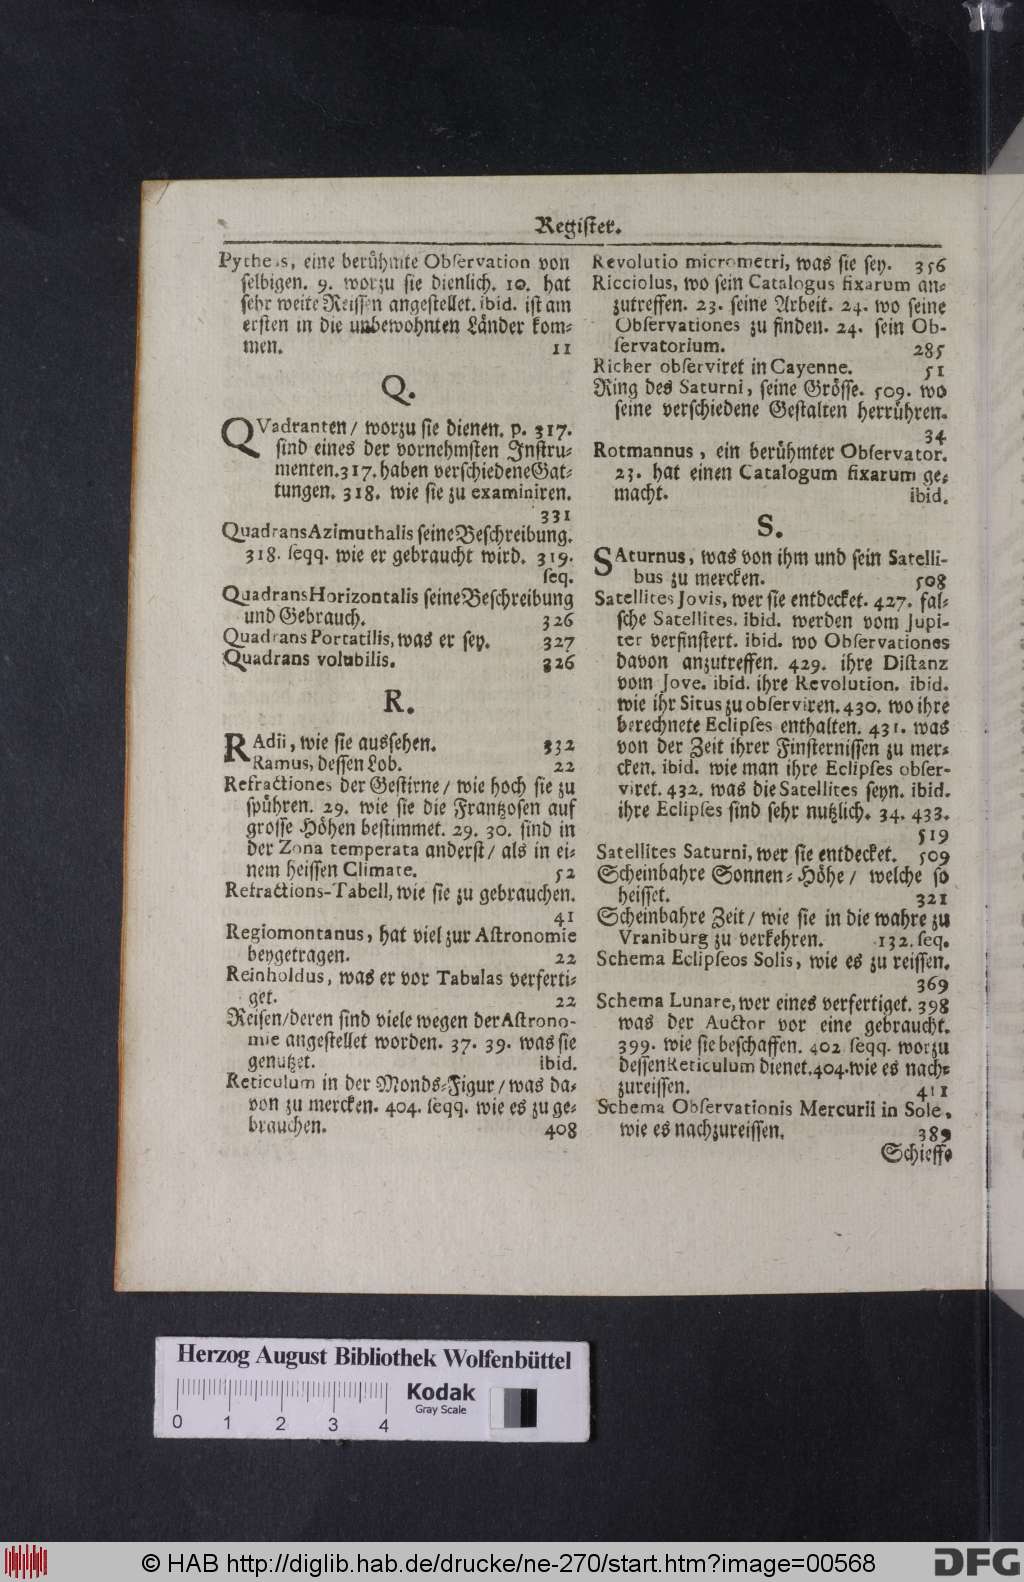 Register.
Pytheas, eine berühmte Observation von
selbigen. 9. worzu sie dienlich. 10. hat
sehr weite Reissen angestellet. ibid. ist am
ersten in die unbewohnten Länder kom-
men. 11
Q.
QVadranten / worzu sie dienen. p. 317.
sind eines der vornehmsten Instru-
menten. 317. haben verschiedene Gat-
tungen. 318. wie sie zu examiniren.
331
Quadrans Azimuthalis seine Beschreibung.
318. seqq. wie er gebraucht wird. 319.
seq.
Quadrans Horizontalis seine Beschreibung
und Gebrauch. 326
Quadrans Portatilis, was er sey. 327
Quadrans volubilis. 326
R.
RAdii, wie sie aussehen. 332
Ramus, dessen Lob. 22
Refractiones der Gestirne / wie hoch sie zu
spühren. 29. wie sie die Frantzosen auf
grosse Höhen bestimmet. 29. 30. sind in
der Zona temperata anderst / als in ei-
nem heissen Climate. 52
Refractions-Tabell, wie sie zu gebrauchen.
41
Regiomontanus, hat viel zur Astronomie
beygetragen. 22
Reinholdus, was er vor Tabulas verferti-
get. 22
Reisen / deren sind viele wegen der Astrono-
mie angestellet worden. 37. 39. was sie
genutzet. ibid.
Reticulum in der Monds-Figur / was da-
von zu mercken. 404. seqq. wie es zu ge-
brauchen. 408
Revolutio micrometri, was sie sey. 356
Ricciolus, wo sein Catalogus fixarum an-
zutreffen. 23. seine Arbeit. 24. wo seine
Observationes zu finden. 24. sein Ob-
servatorium. 285
Richer observiret in Cayenne. 51
Ring des Saturni, seine Grösse. 509. wo
seine verschiedene Gestalten herrühren.
34
Rotmannus, ein berühmter Observator.
23. hat einen Catalogum fixarum ge-
macht. ibid.
S.
SAturnus, was von ihm und sein Satelli-
bus zu mercken. 508
Satellites Jovis, wer sie entdecket. 427. fal-
sche Satellites. ibid. werden vom Jupi-
ter verfinstert. ibid. wo Observationes
davon anzutreffen. 429. ihre Distanz
vom Jove. ibid. ihre Revolution. ibid.
wie ihr Situs zu observiren. 430. wo ihre
berechnete Eclipses enthalten. 431. was
von der Zeit ihrer Finsternissen zu mer-
cken. ibid. wie man ihre Eclipses obser-
viret. 432. was die Satellites seyn. ibid.
ihre Eclipses sind sehr nutzlich. 34. 433.
519
Satellites Saturni, wer sie entdecket. 509
Scheinbahre Sonnen-Höhe / welche so
heisset. 321
Scheinbahre Zeit / wie sie in die wahre zu
Vraniburg zu verkehren. 132. seq.
Schema Eclipseos Solis, wie es zu reissen.
369
Schema Lunare, wer eines verfertiget. 398
was der Auctor vor eine gebraucht.
399. wie sie beschaffen. 402 seqq. worzu
dessen Reticulum dienet. 404. wie es nach-
zureissen. 411
Schema Observationis Mercurii in Sole,
wie es nachzureissen. 389
Schieffe
Herzog August Bibliothek Wolfenbüttel
Kodak
Gray Scale
0 1 2 3 4
© HAB http://diglib.hab.de/drucke/ne-270/start.htm?image=00568
DFG